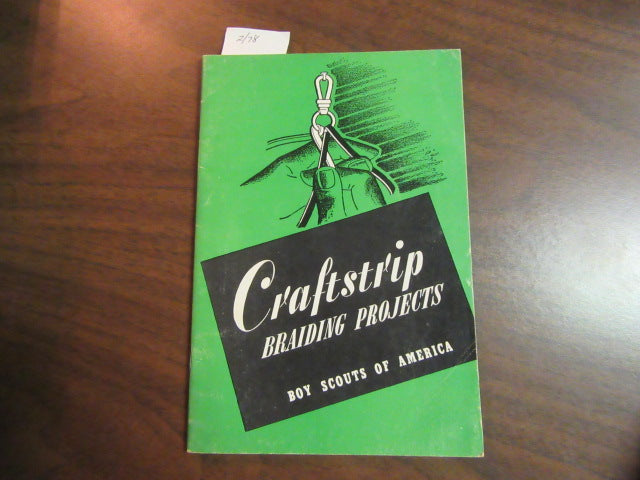 2/78
Craftstrip
BRAIDING PROJECTS
BOY SCOUTS OF AMERICA